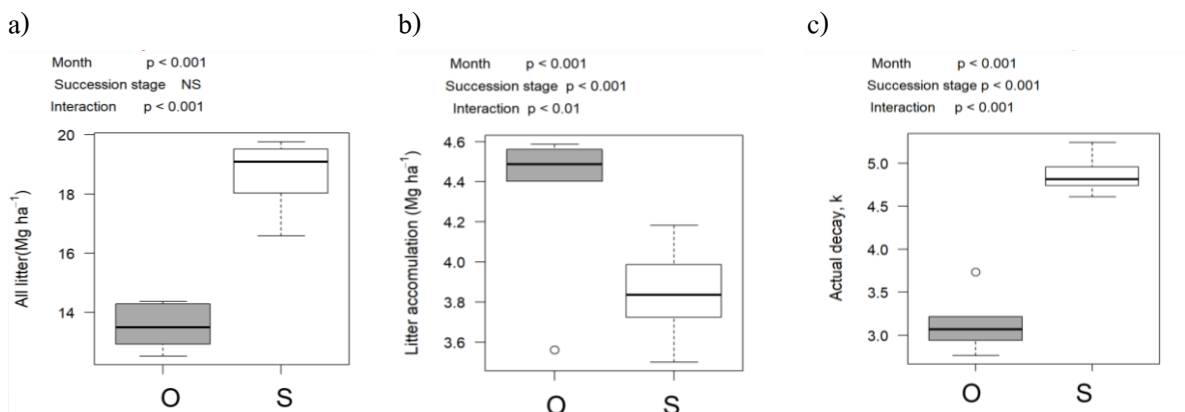 a)
Month p < 0.001
Succession stage NS
Interaction p < 0.001
All litter(Mg ha⁻¹)
20
18
16
14
O S
b)
Month p < 0.001
Succession stage p < 0.001
Interaction p < 0.01
Litter accomulation (Mg ha⁻¹)
4.6
4.4
4.2
4.0
3.8
3.6
O S
c)
Month p < 0.001
Succession stage p < 0.001
Interaction p < 0.001
Actual decay, k
5.0
4.5
4.0
3.5
3.0
O S